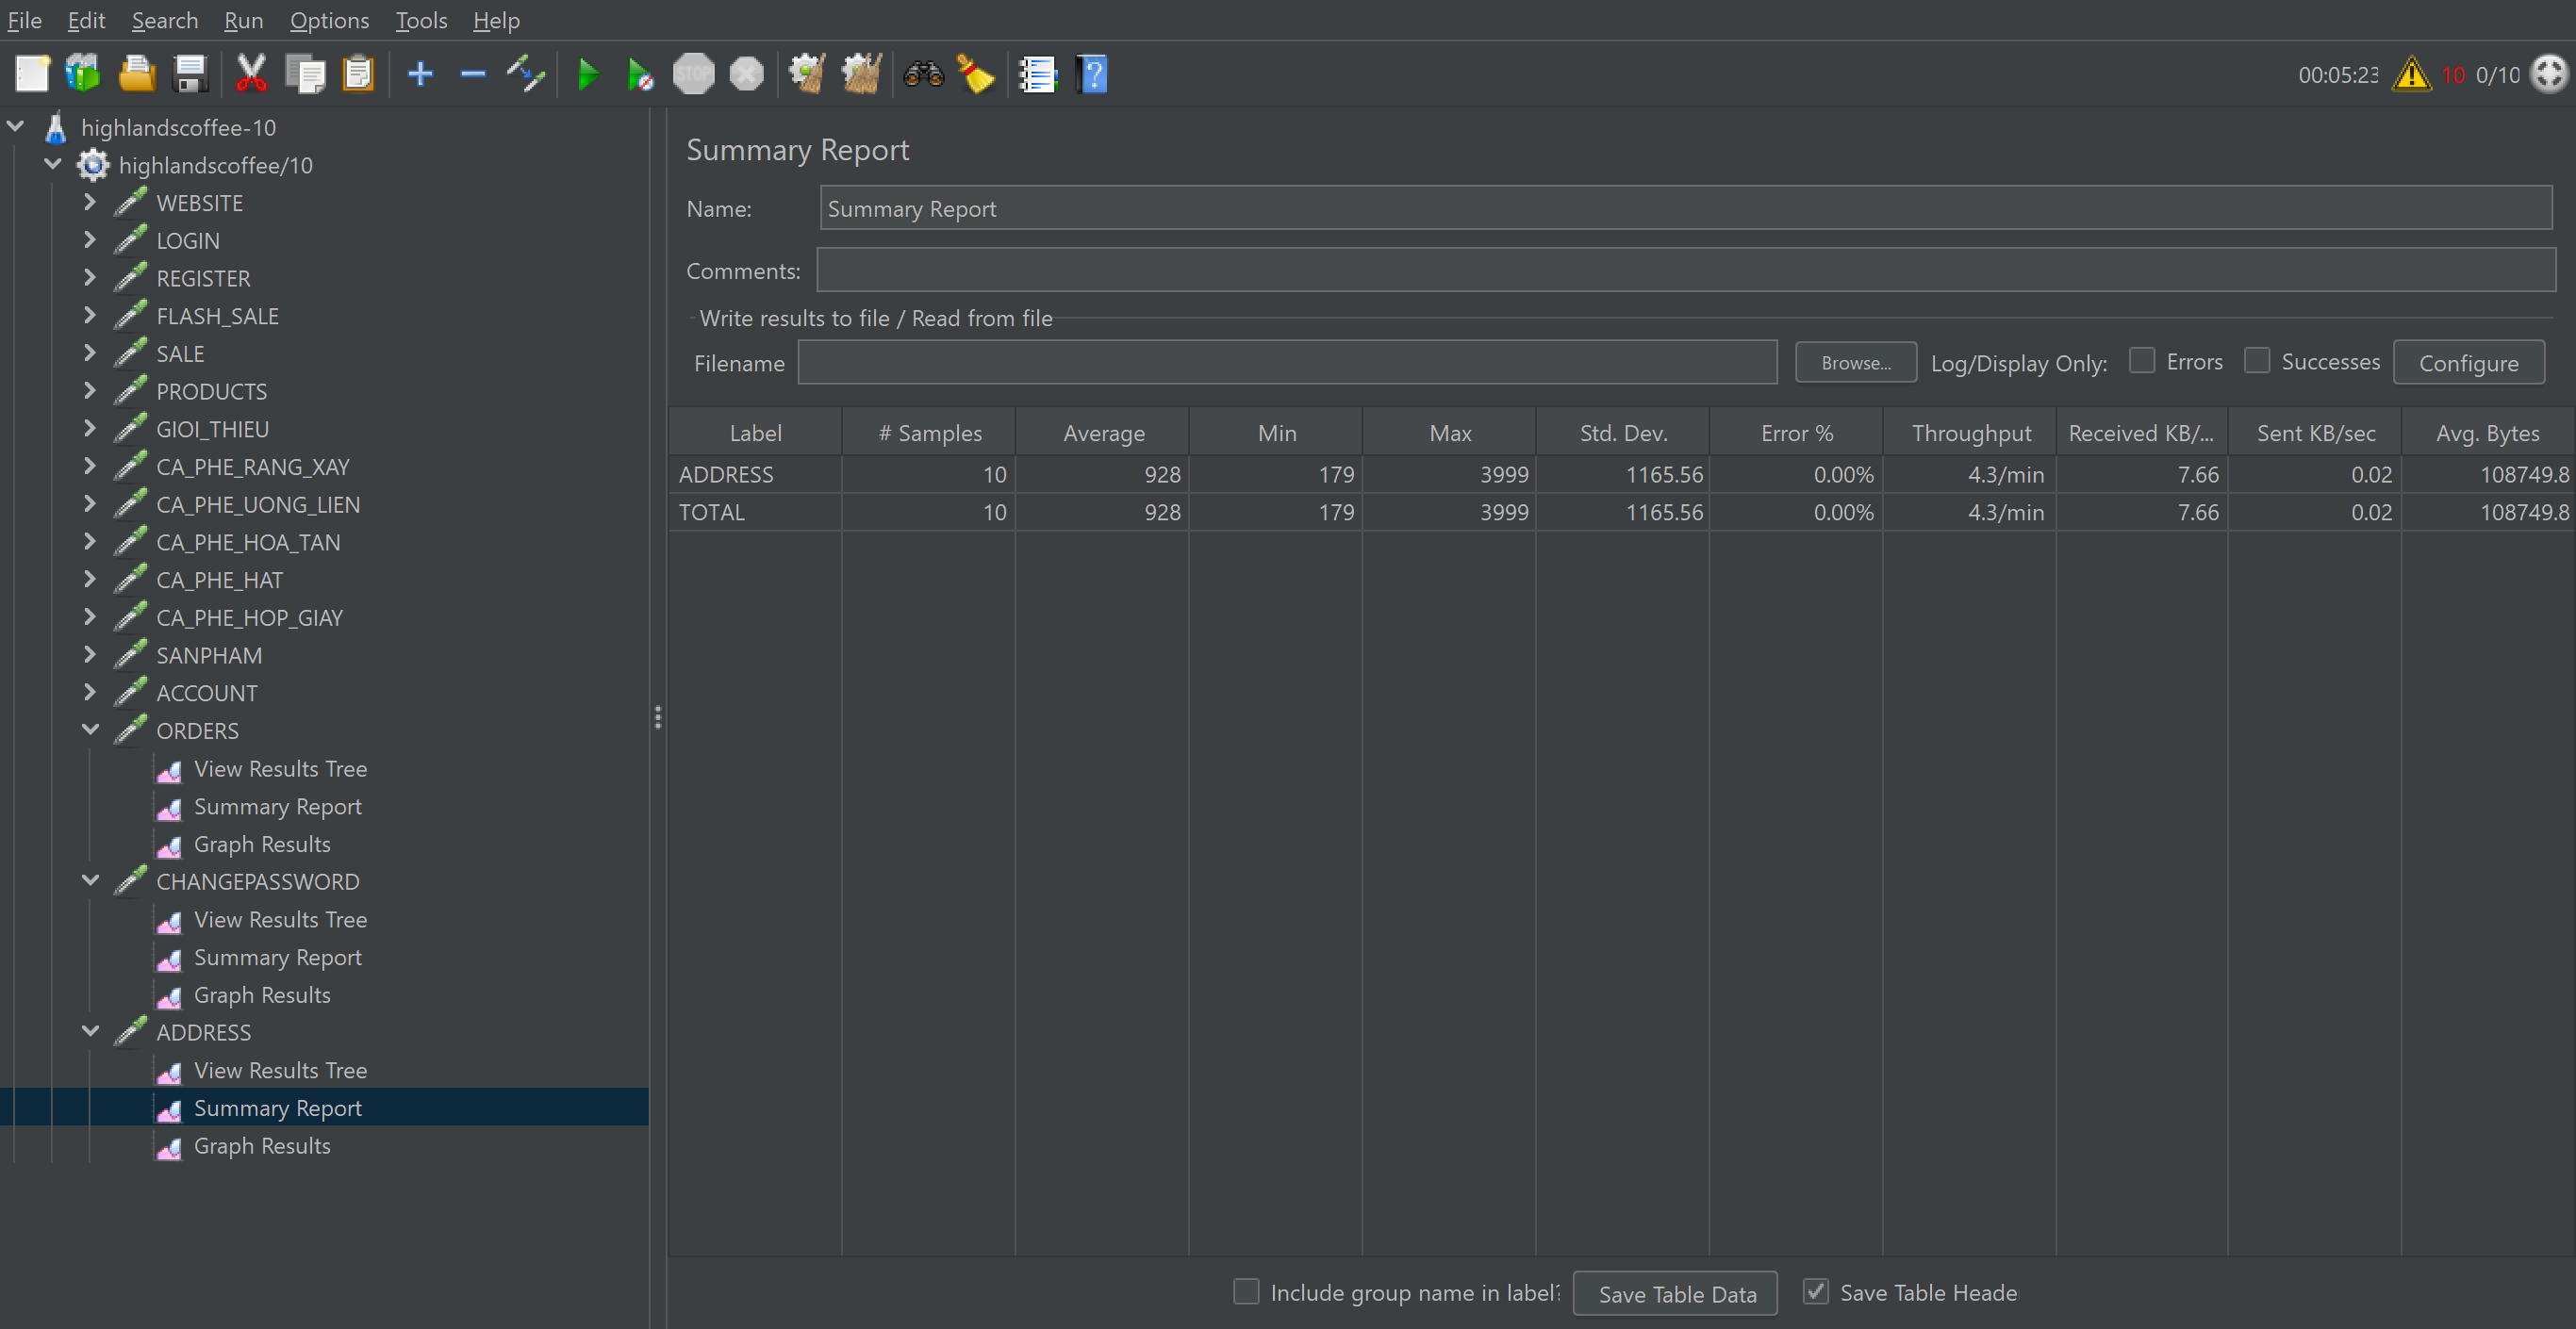 File Edit Search Run Options Tools Help
STOP
00:05:23 10 0/10
highlandscoffee-10
highlandscoffee/10
WEBSITE
LOGIN
REGISTER
FLASH_SALE
SALE
PRODUCTS
GIOI_THIEU
CA_PHE_RANG_XAY
CA_PHE_UONG_LIEN
CA_PHE_HOA_TAN
CA_PHE_HAT
CA_PHE_HOP_GIAY
SANPHAM
ACCOUNT
ORDERS
View Results Tree
Summary Report
Graph Results
CHANGEPASSWORD
View Results Tree
Summary Report
Graph Results
ADDRESS
View Results Tree
Summary Report
Graph Results
Summary Report
Name: Summary Report
Comments:
Write results to file / Read from file
Filename Browse... Log/Display Only: Errors Successes Configure
Label # Samples Average Min Max Std. Dev. Error % Throughput Received KB/... Sent KB/sec Avg. Bytes
ADDRESS 10 928 179 3999 1165.56 0.00% 4.3/min 7.66 0.02 108749.8
TOTAL 10 928 179 3999 1165.56 0.00% 4.3/min 7.66 0.02 108749.8
Include group name in label? Save Table Data Save Table Heade